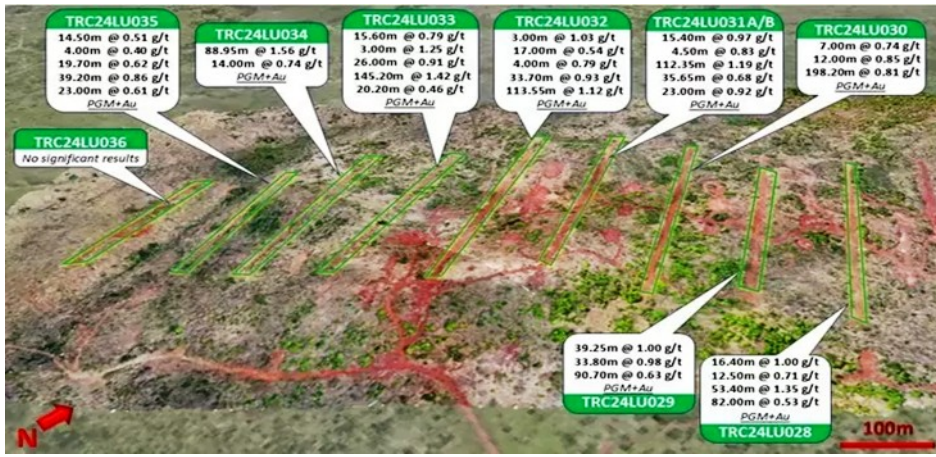 TRC24LU035
14.50m @ 0.51 g/t
4.00m @ 0.40 g/t
19.70m @ 0.62 g/t
39.20m @ 0.86 g/t
23.00m @ 0.61 g/t
PGM+Au
TRC24LU034
88.95m @ 1.56 g/t
14.00m @ 0.74 g/t
PGM+Au
TRC24LU033
15.60m @ 0.79 g/t
3.00m @ 1.25 g/t
26.00m @ 0.91 g/t
145.20m @ 1.42 g/t
20.20m @ 0.46 g/t
PGM+Au
TRC24LU032
3.00m @ 1.03 g/t
17.00m @ 0.54 g/t
4.00m @ 0.79 g/t
33.70m @ 0.93 g/t
113.55m @ 1.12 g/t
PGM+Au
TRC24LU031A/B
15.40m @ 0.97 g/t
4.50m @ 0.83 g/t
112.35m @ 1.19 g/t
35.65m @ 0.68 g/t
23.00m @ 0.92 g/t
PGM+Au
TRC24LU030
7.00m @ 0.74 g/t
12.00m @ 0.85 g/t
198.20m @ 0.81 g/t
PGM+Au
TRC24LU036
No significant results
39.25m @ 1.00 g/t
33.80m @ 0.98 g/t
90.70m @ 0.63 g/t
PGM+Au
TRC24LU029
16.40m @ 1.00 g/t
12.50m @ 0.71 g/t
53.40m @ 1.35 g/t
82.00m @ 0.53 g/t
PGM+Au
TRC24LU028
N
100m